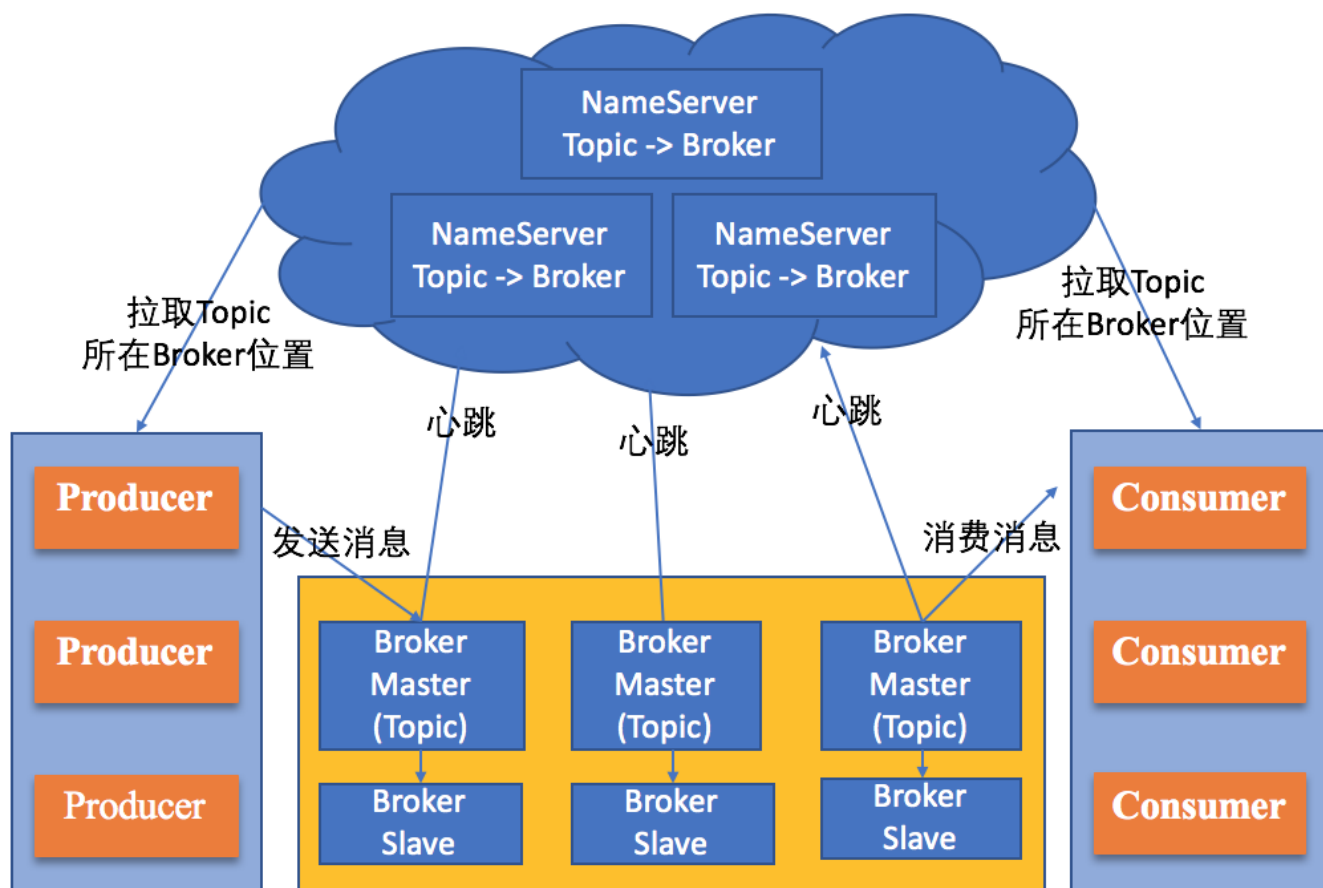 NameServer
Topic -> Broker
NameServer
Topic -> Broker
NameServer
Topic -> Broker
拉取Topic
所在Broker位置
拉取Topic
所在Broker位置
心跳
心跳
心跳
Producer
Producer
Producer
发送消息
消费消息
Consumer
Consumer
Consumer
Broker
Master
(Topic)
Broker
Slave
Broker
Master
(Topic)
Broker
Slave
Broker
Master
(Topic)
Broker
Slave